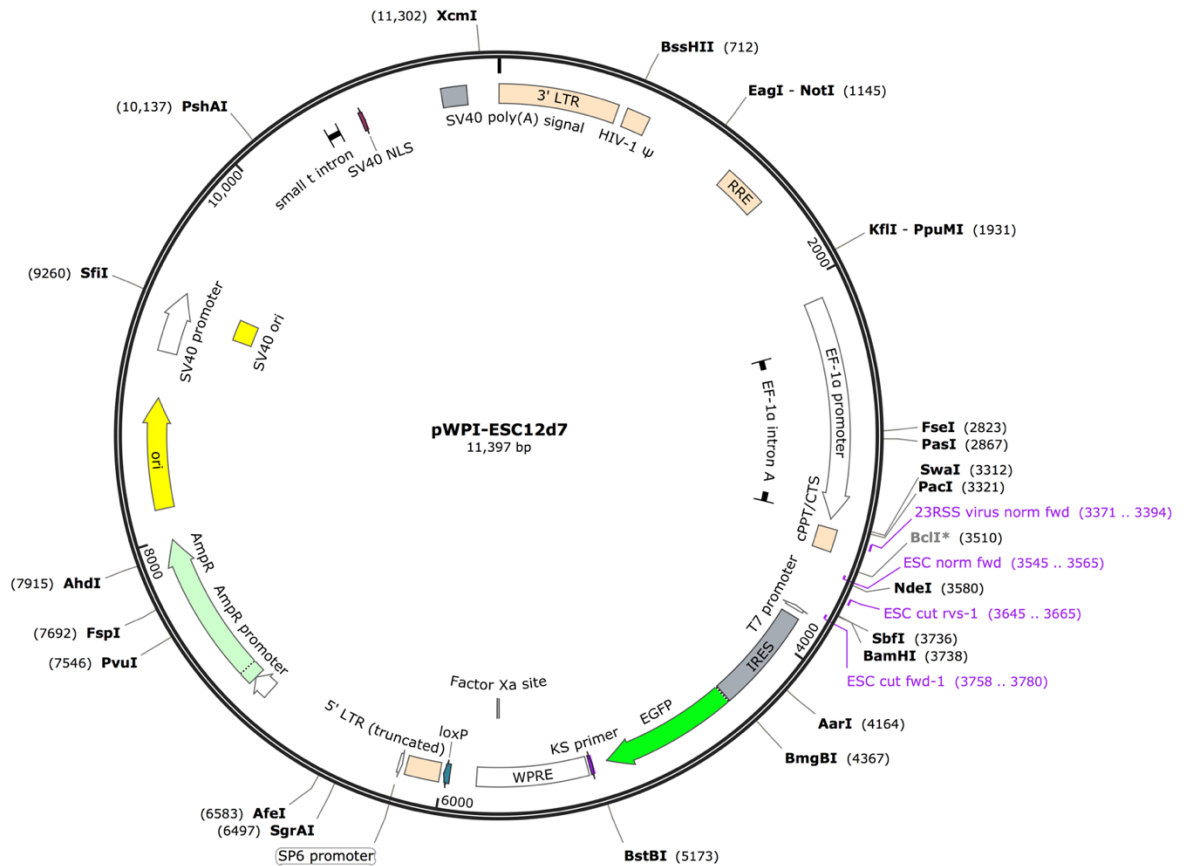 (11,302) XcmI
BssHII (712)
EagI - NotI (1145)
KflI - PpuMI (1931)
FseI (2823)
PasI (2867)
SwaI (3312)
PacI (3321)
23RSS virus norm fwd (3371 .. 3394)
BclI* (3510)
ESC norm fwd (3545 .. 3565)
NdeI (3580)
ESC cut rvs-1 (3645 .. 3665)
SbfI (3736)
BamHI (3738)
ESC cut fwd-1 (3758 .. 3780)
AarI (4164)
BmgBI (4367)
BstBI (5173)
SP6 promoter
(6497) SgrAI
(6583) AfeI
(7546) PvuI
(7692) FspI
(7915) AhdI
(9260) SfiI
(10,137) PshAI
3' LTR
HIV-1 Ψ
RRE
2000
EF-1α promoter
EF-1α intron A
cPPT/CTS
T7 promoter
4000
IRES
EGFP
KS primer
WPRE
Factor Xa site
loxP
6000
5' LTR (truncated)
AmpR promoter
AmpR
8000
ori
SV40 ori
SV40 promoter
10,000
small t intron
SV40 NLS
SV40 poly(A) signal
pWPI-ESC12d7
11,397 bp